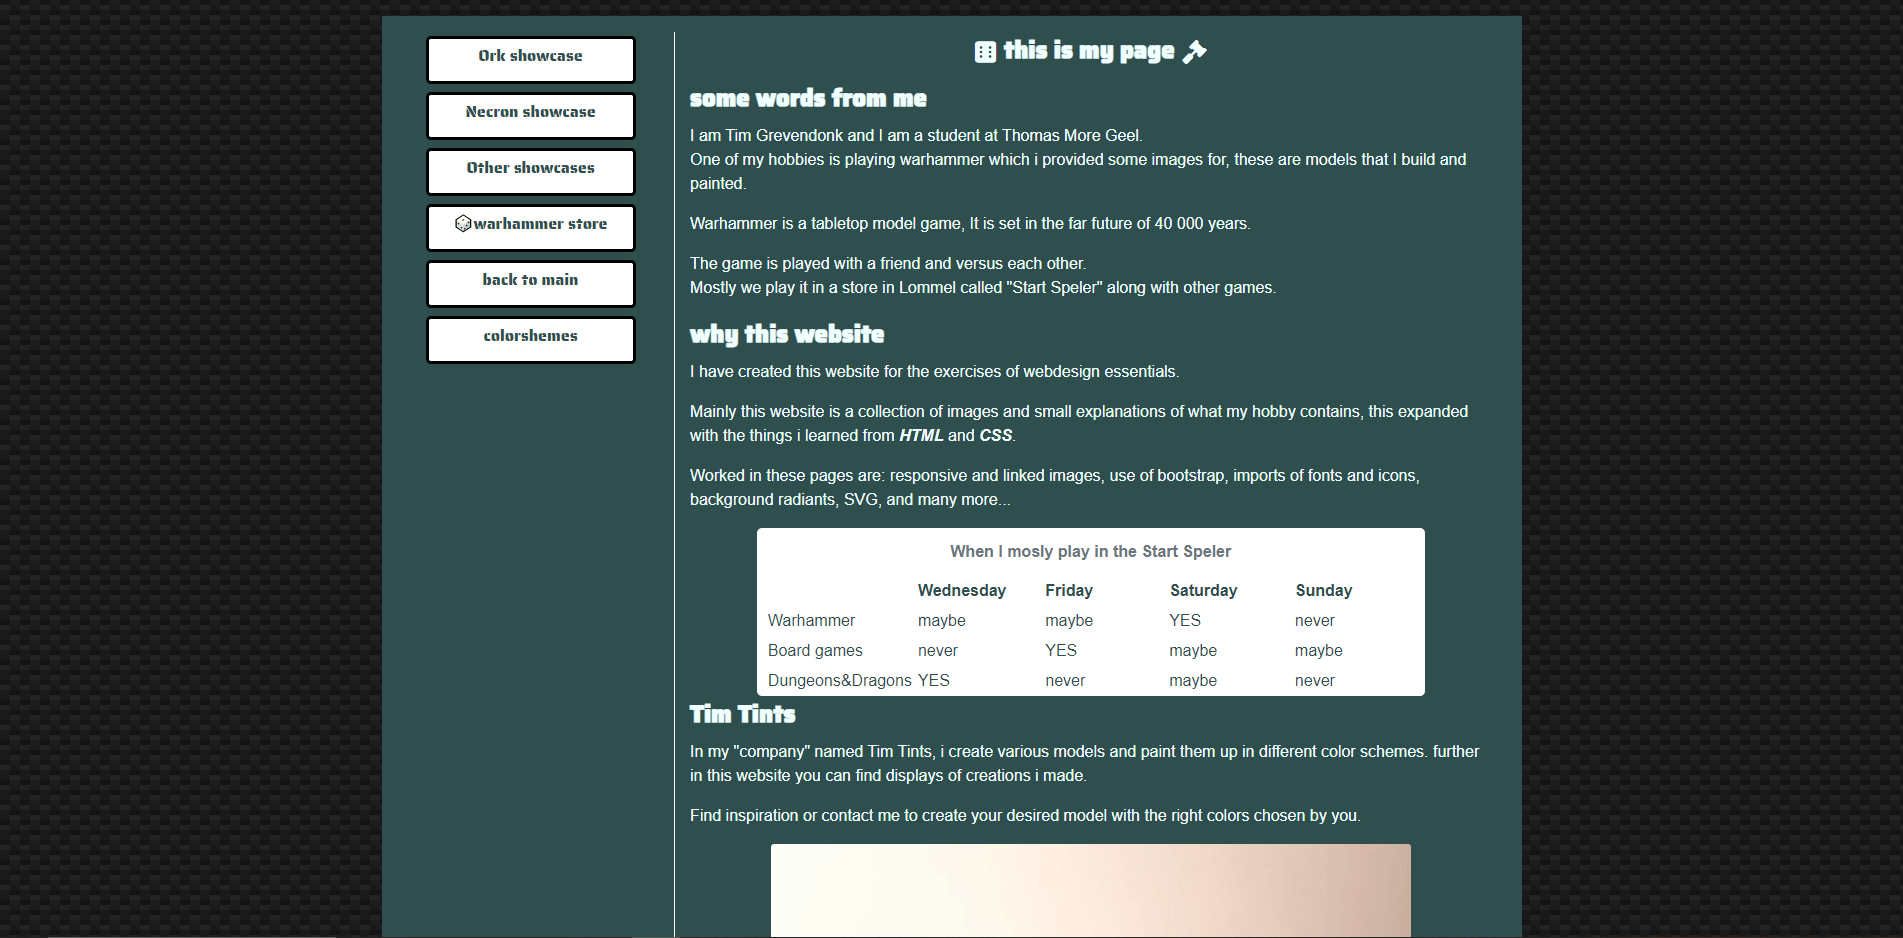 Ork showcase
Necron showcase
Other showcases
warhammer store
back to main
colorshemes
this is my page
some words from me
I am Tim Grevendonk and I am a student at Thomas More Geel.
One of my hobbies is playing warhammer which i provided some images for, these are models that I build and
painted.
Warhammer is a tabletop model game, It is set in the far future of 40 000 years.
The game is played with a friend and versus each other.
Mostly we play it in a store in Lommel called "Start Speler" along with other games.
why this website
I have created this website for the exercises of webdesign essentials.
Mainly this website is a collection of images and small explanations of what my hobby contains, this expanded
with the things i learned from HTML and CSS.
Worked in these pages are: responsive and linked images, use of bootstrap, imports of fonts and icons,
background radiants, SVG, and many more...
When I mosly play in the Start Speler
Wednesday Friday Saturday Sunday
Warhammer maybe maybe YES never
Board games never YES maybe maybe
Dungeons&Dragons YES never maybe never
Tim Tints
In my "company" named Tim Tints, i create various models and paint them up in different color schemes. further
in this website you can find displays of creations i made.
Find inspiration or contact me to create your desired model with the right colors chosen by you.